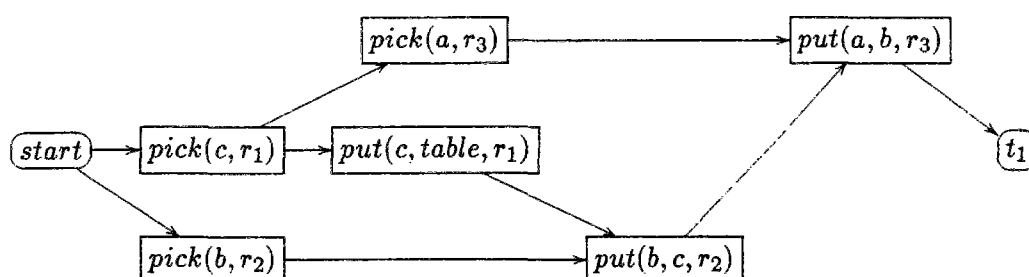 pick(a, r₃)
put(a, b, r₃)
start
pick(c, r₁)
put(c, table, r₁)
t₁
pick(b, r₂)
put(b, c, r₂)